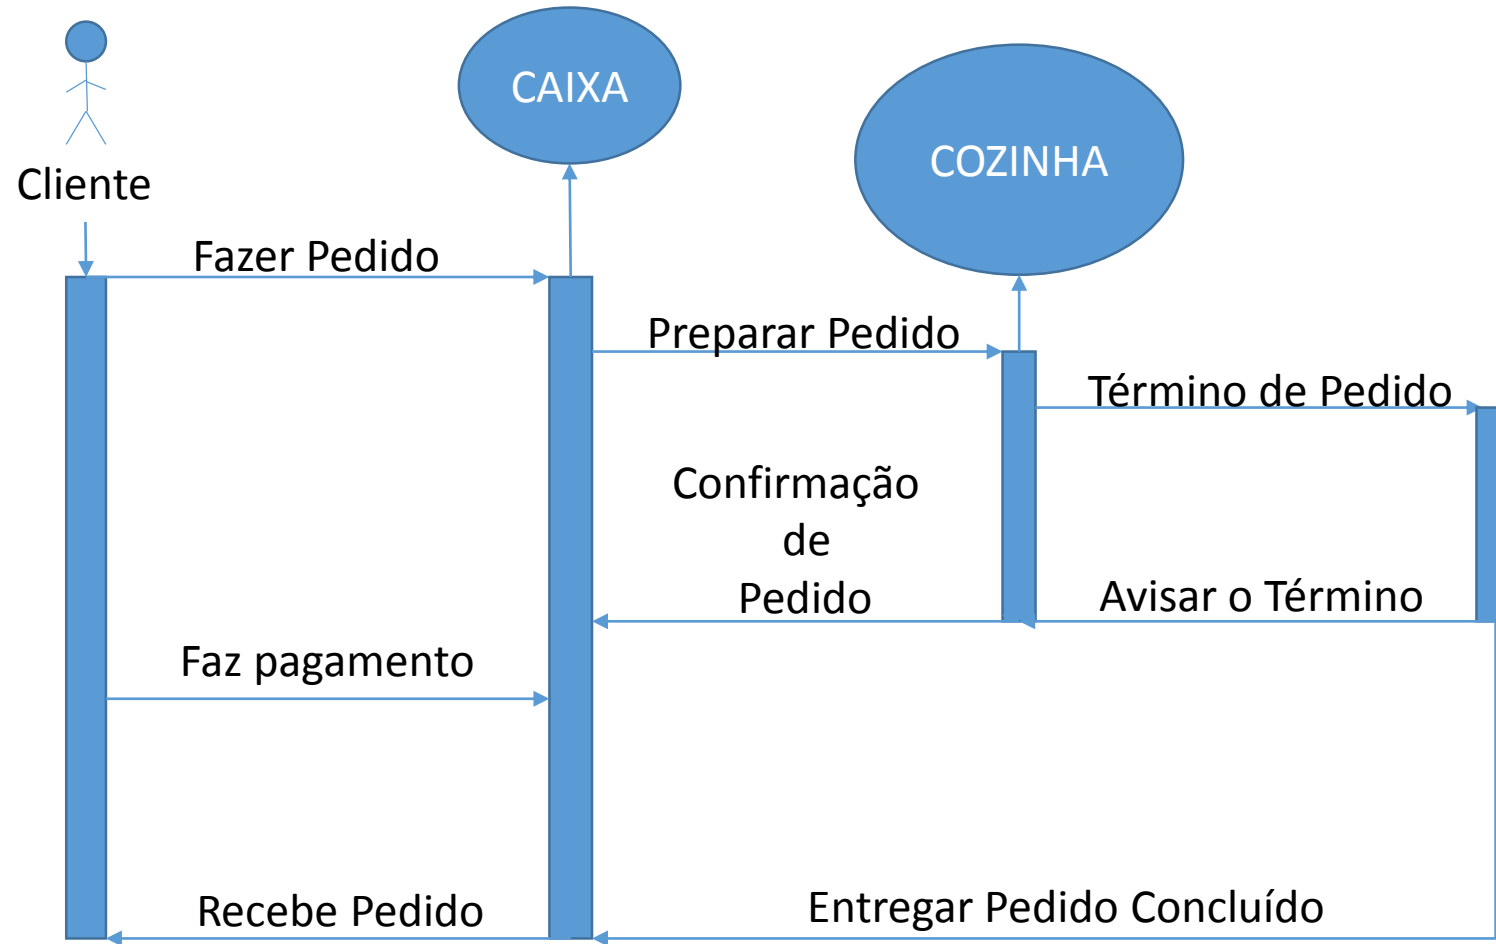 CAIXA
COZINHA
Cliente
Fazer Pedido
Preparar Pedido
Término de Pedido
Confirmação
de
Pedido
Avisar o Término
Faz pagamento
Recebe Pedido
Entregar Pedido Concluído